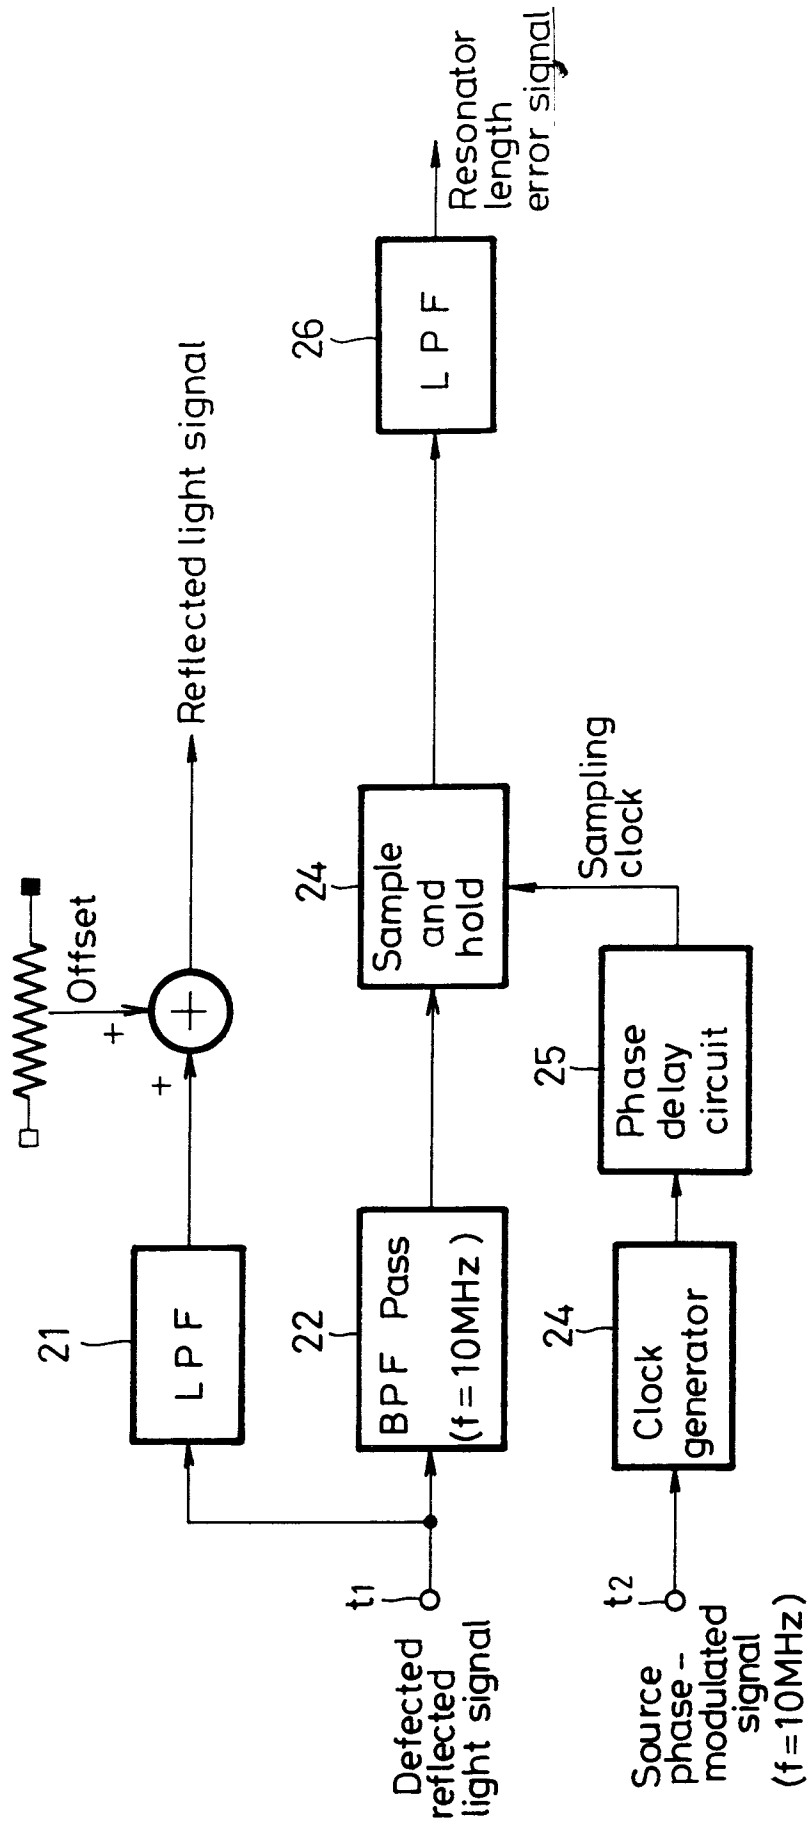 Offset
+
+
+
Reflected light signal
21
LPF
t1
Defected
reflected
light signal
22
BPF Pass
(f=10MHz)
24
Sample
and
hold
26
LPF
Resonator
length
error signal
t2
Source
phase-
modulated
signal
(f=10MHz)
24
Clock
generator
25
Phase
delay
circuit
Sampling
clock